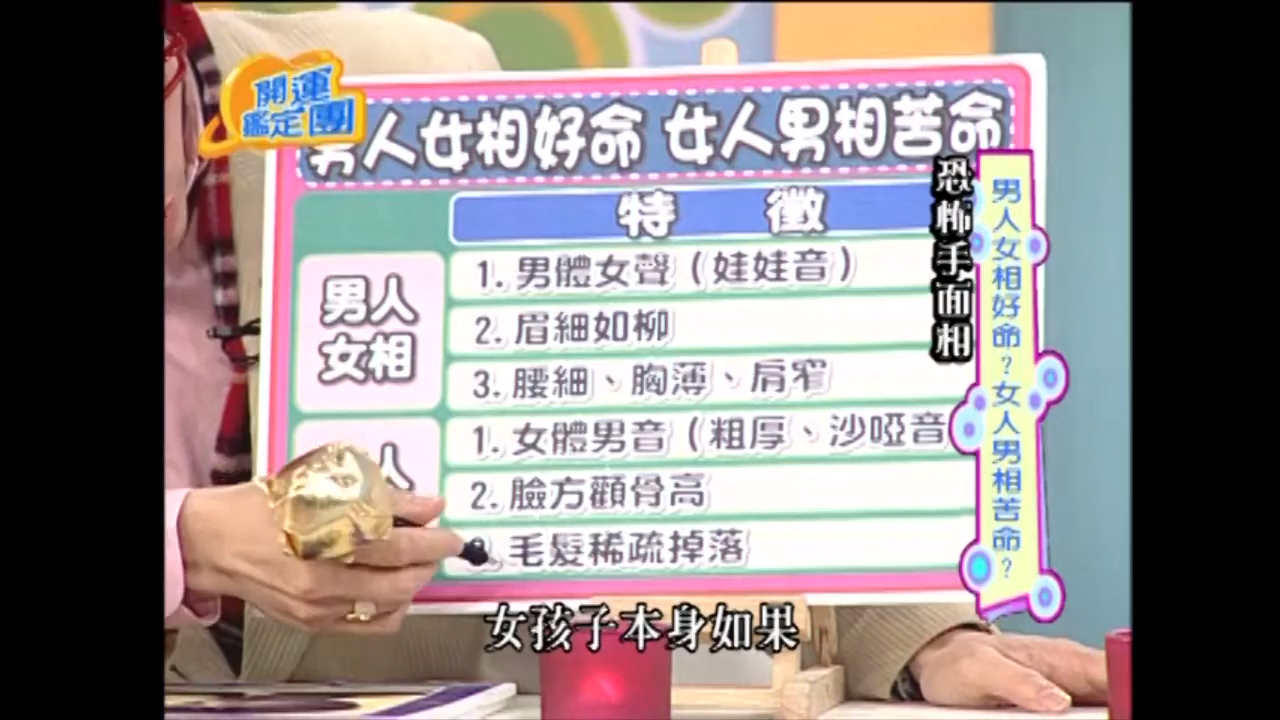 開運
鑑定團
男人女相好命 女人男相苦命
特 徵
男人
女相
1. 男體女聲（娃娃音）
2. 眉細如柳
3. 腰細、胸薄、肩窄
人
1. 女體男音（粗厚、沙啞音
2. 臉方顴骨高
3. 毛髮稀疏掉落
恐怖手面相
男人女相好命？女人男相苦命？
女孩子本身如果